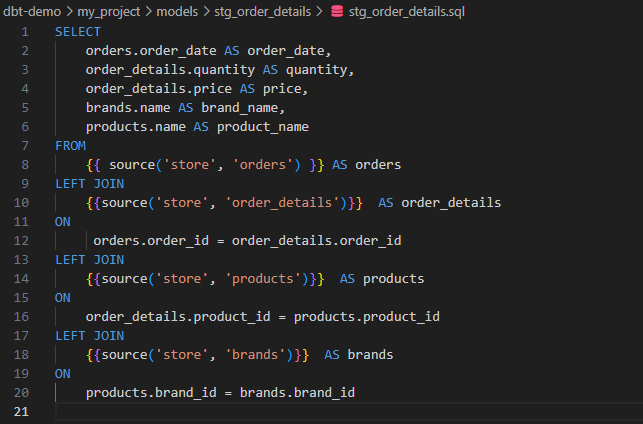 dbt-demo > my_project > models > stg_order_details > stg_order_details.sql
1 SELECT
2     orders.order_date AS order_date,
3     order_details.quantity AS quantity,
4     order_details.price AS price,
5     brands.name AS brand_name,
6     products.name AS product_name
7 FROM
8     {{ source('store', 'orders') }} AS orders
9 LEFT JOIN
10     {{source('store', 'order_details')}}  AS order_details
11 ON
12      orders.order_id = order_details.order_id
13 LEFT JOIN
14     {{source('store', 'products')}}  AS products
15 ON
16     order_details.product_id = products.product_id
17 LEFT JOIN
18     {{source('store', 'brands')}}  AS brands
19 ON
20     products.brand_id = brands.brand_id
21